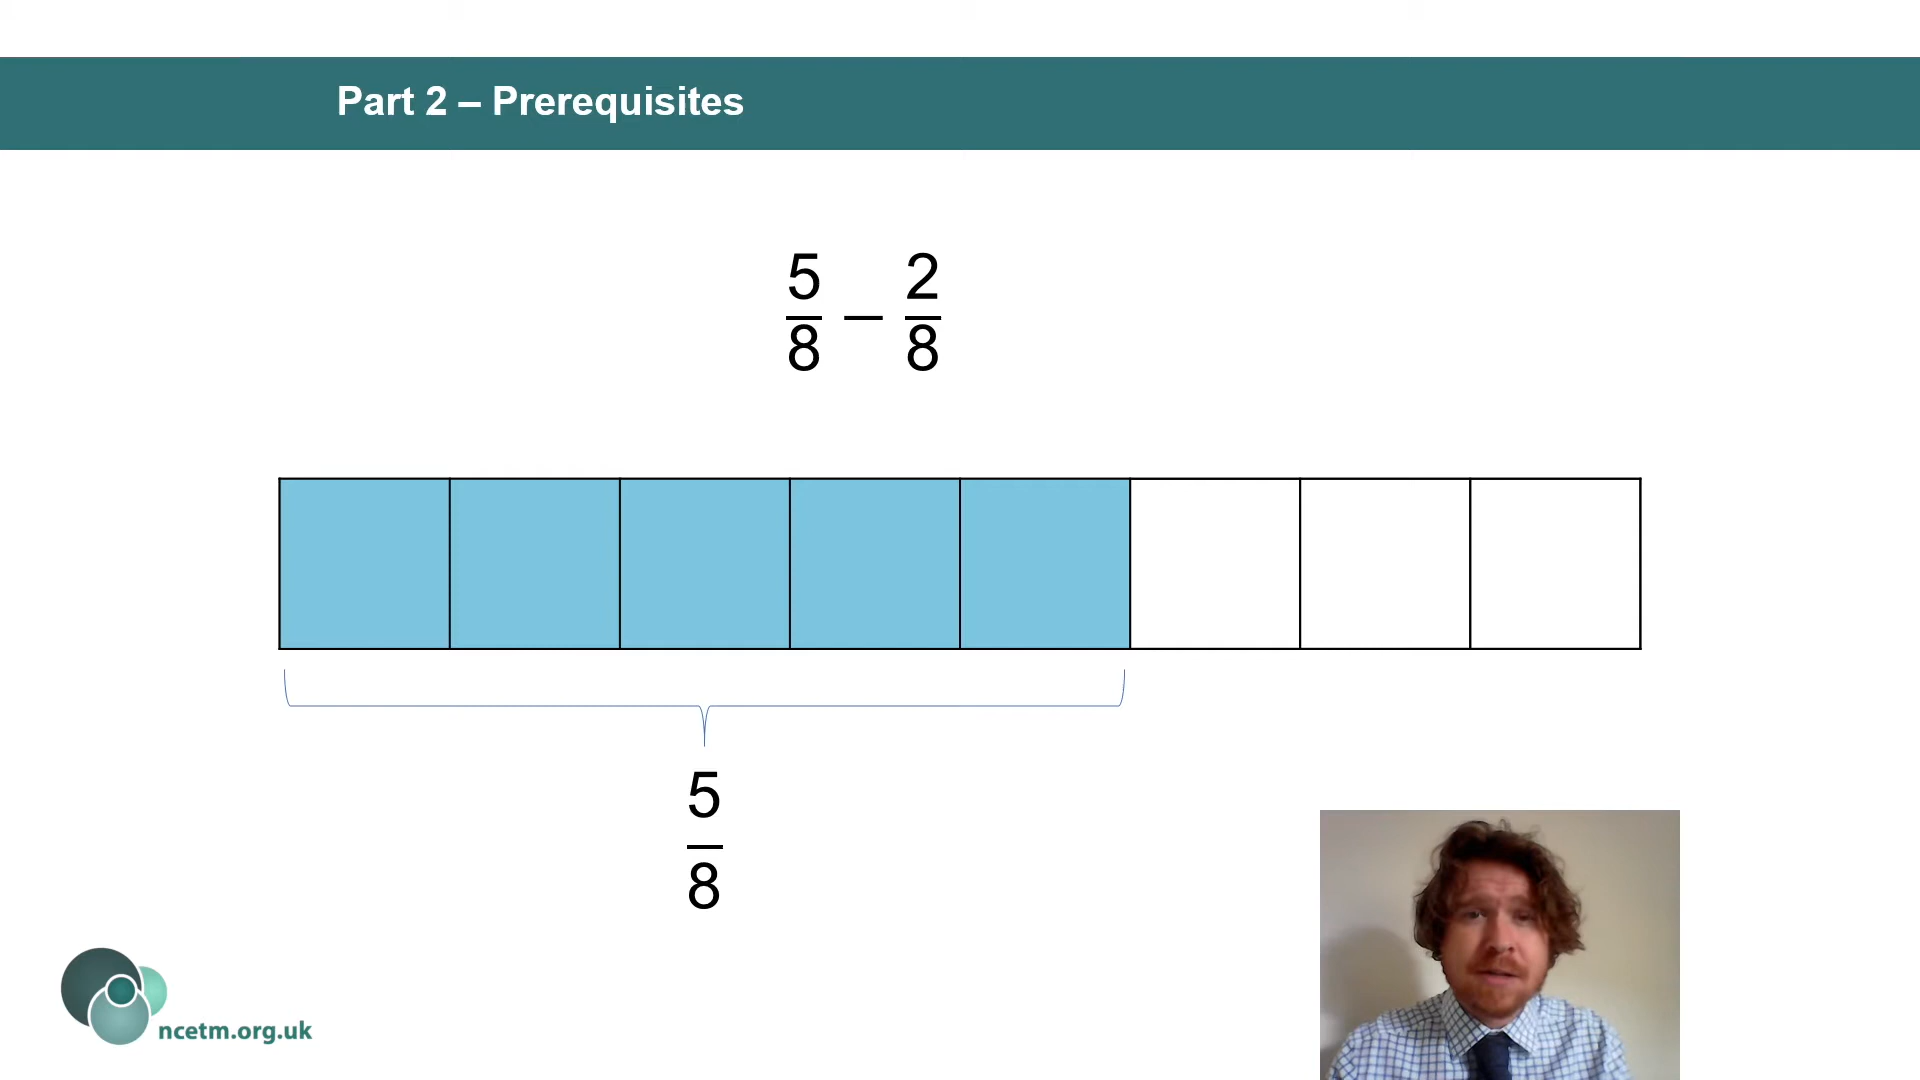 Part 2 – Prerequisites
5/8 – 2/8
5/8
ncetm.org.uk